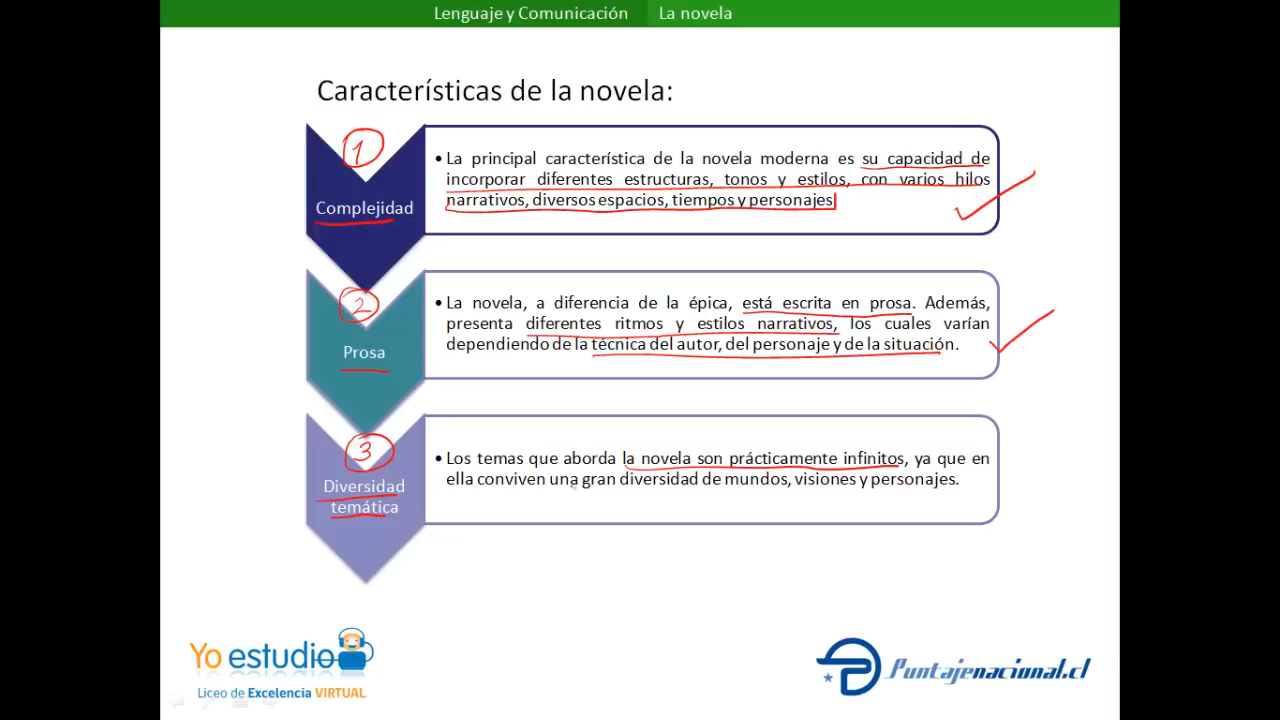 Lenguaje y Comunicación La novela
Características de la novela:
1
Complejidad
• La principal característica de la novela moderna es su capacidad de
incorporar diferentes estructuras, tonos y estilos, con varios hilos
narrativos, diversos espacios, tiempos y personajes
2
Prosa
• La novela, a diferencia de la épica, está escrita en prosa. Además,
presenta diferentes ritmos y estilos narrativos, los cuales varían
dependiendo de la técnica del autor, del personaje y de la situación.
3
Diversidad
temática
• Los temas que aborda la novela son prácticamente infinitos, ya que en
ella conviven una gran diversidad de mundos, visiones y personajes.
Yo estudio
Liceo de Excelencia VIRTUAL
Puntajenacional.cl